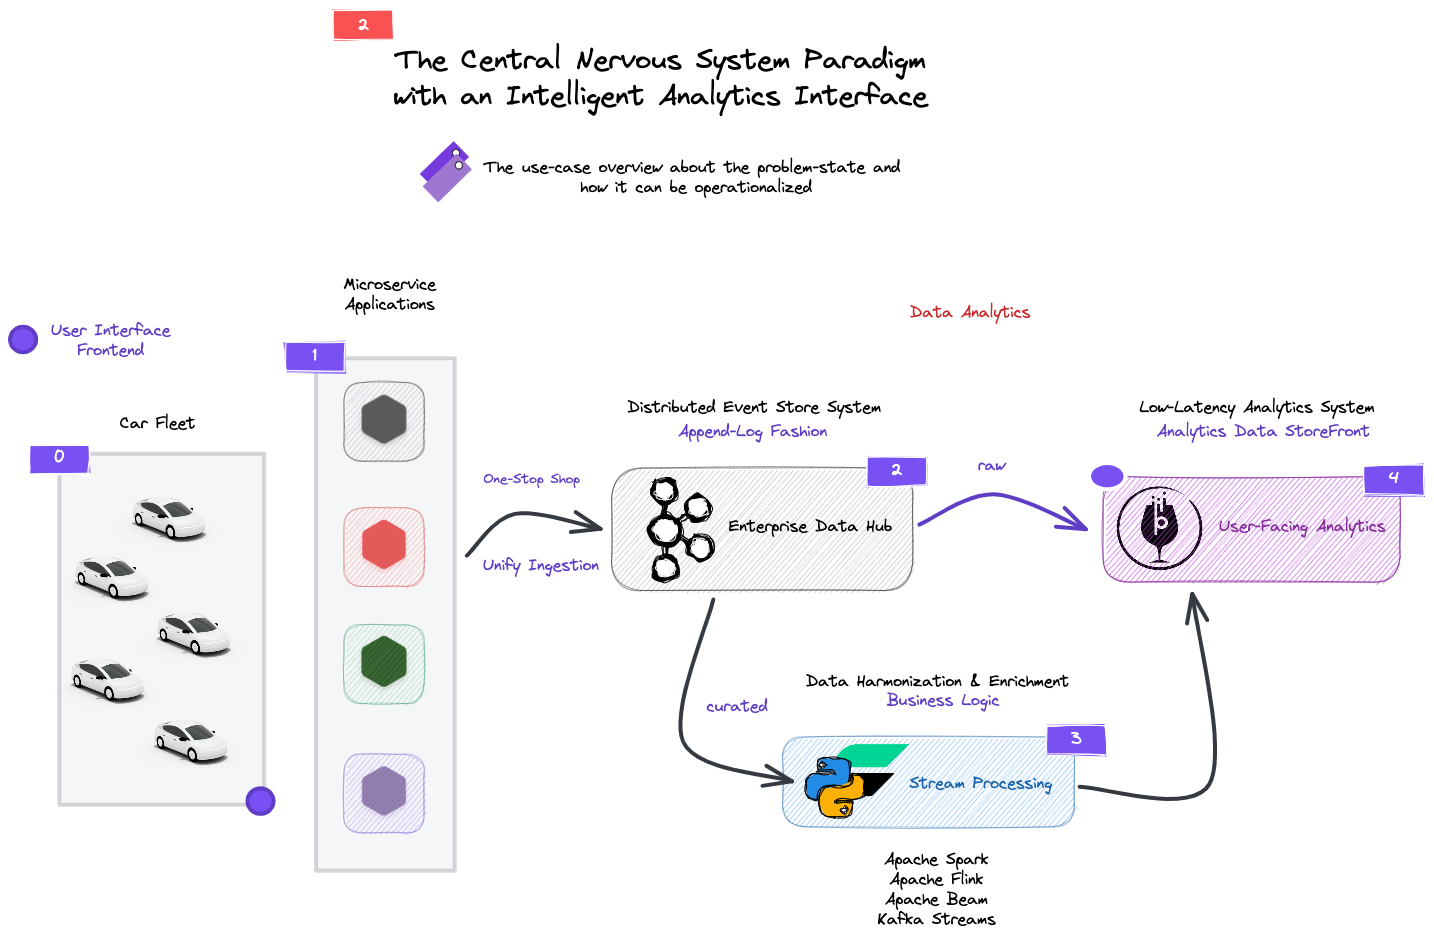 2
The Central Nervous System Paradigm
with an Intelligent Analytics Interface
The use-case overview about the problem-state and
how it can be operationalized
User Interface
Frontend
Car Fleet
0
Microservice
Applications
1
One-Stop Shop
Unify Ingestion
Data Analytics
Distributed Event Store System
Append-Log Fashion
2
Enterprise Data Hub
raw
curated
Low-Latency Analytics System
Analytics Data StoreFront
4
p
User-Facing Analytics
Data Harmonization & Enrichment
Business Logic
3
Stream Processing
Apache Spark
Apache Flink
Apache Beam
Kafka Streams